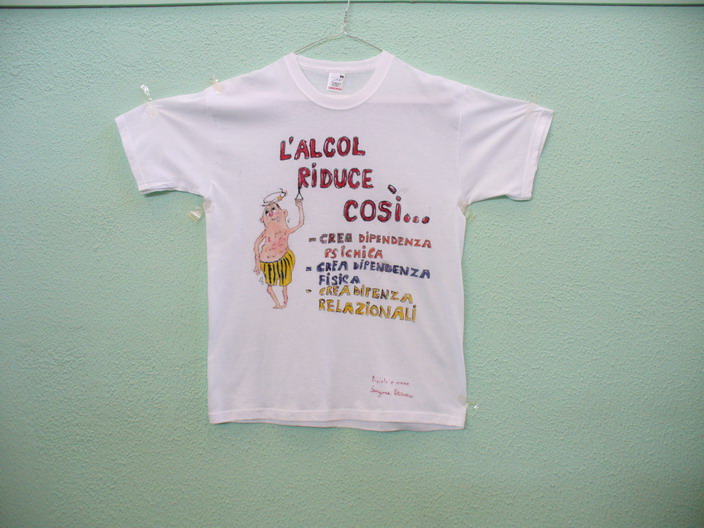 L'ALCOL
RIDUCE
COSÌ...
- CREA DIPENDENZA
PSICHICA
- CREA DIPENDENZA
FISICA
- CREA DIPENZA
RELAZIONALI